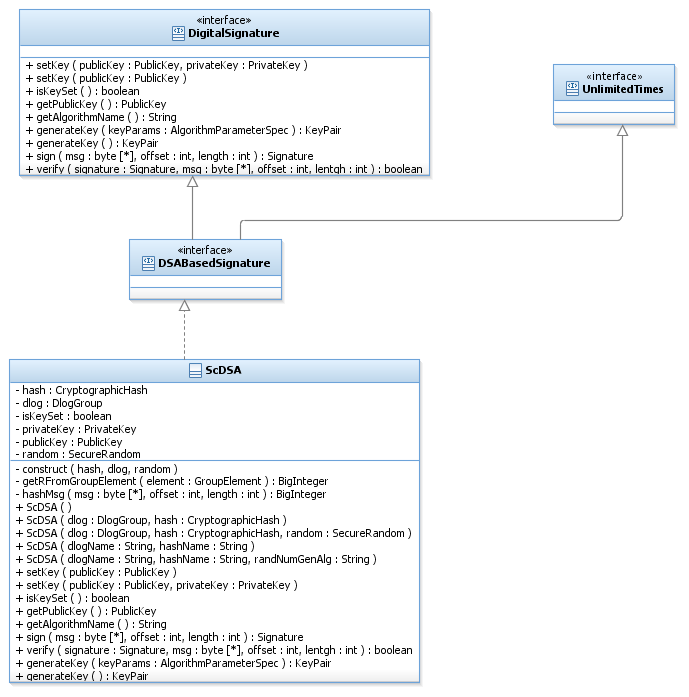 «interface»
DigitalSignature
+ setKey ( publicKey : PublicKey, privateKey : PrivateKey )
+ setKey ( publicKey : PublicKey )
+ isKeySet ( ) : boolean
+ getPublicKey ( ) : PublicKey
+ getAlgorithmName ( ) : String
+ generateKey ( keyParams : AlgorithmParameterSpec ) : KeyPair
+ generateKey ( ) : KeyPair
+ sign ( msg : byte [*], offset : int, length : int ) : Signature
+ verify ( signature : Signature, msg : byte [*], offset : int, lentgh : int ) : boolean
«interface»
UnlimitedTimes
«interface»
DSABasedSignature
ScDSA
- hash : CryptographicHash
- dlog : DlogGroup
- isKeySet : boolean
- privateKey : PrivateKey
- publicKey : PublicKey
- random : SecureRandom
- construct ( hash, dlog, random )
- getRFromGroupElement ( element : GroupElement ) : BigInteger
- hashMsg ( msg : byte [*], offset : int, length : int ) : BigInteger
+ ScDSA ( )
+ ScDSA ( dlog : DlogGroup, hash : CryptographicHash )
+ ScDSA ( dlog : DlogGroup, hash : CryptographicHash, random : SecureRandom )
+ ScDSA ( dlogName : String, hashName : String )
+ ScDSA ( dlogName : String, hashName : String, randNumGenAlg : String )
+ setKey ( publicKey : PublicKey )
+ setKey ( publicKey : PublicKey, privateKey : PrivateKey )
+ isKeySet ( ) : boolean
+ getPublicKey ( ) : PublicKey
+ getAlgorithmName ( ) : String
+ sign ( msg : byte [*], offset : int, length : int ) : Signature
+ verify ( signature : Signature, msg : byte [*], offset : int, lentgh : int ) : boolean
+ generateKey ( keyParams : AlgorithmParameterSpec ) : KeyPair
+ generateKey ( ) : KeyPair